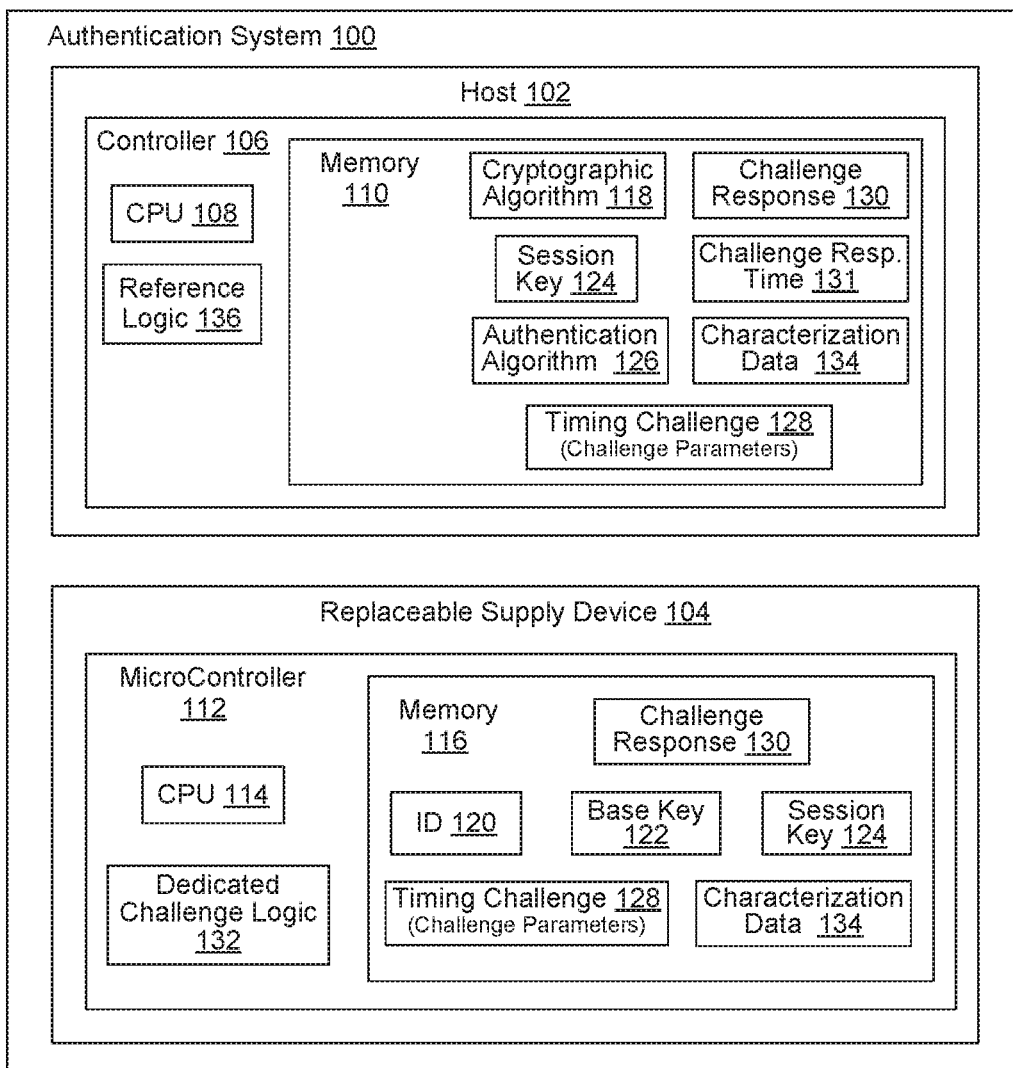 Authentication System 100
Host 102
Controller 106
CPU 108
Reference
Logic 136
Memory
110
Cryptographic
Algorithm 118
Challenge
Response 130
Session
Key 124
Challenge Resp.
Time 131
Authentication
Algorithm 126
Characterization
Data 134
Timing Challenge 128
(Challenge Parameters)
Replaceable Supply Device 104
MicroController
112
CPU 114
Dedicated
Challenge Logic
132
Memory
116
Challenge
Response 130
ID 120
Base Key
122
Session
Key 124
Timing Challenge 128
(Challenge Parameters)
Characterization
Data 134